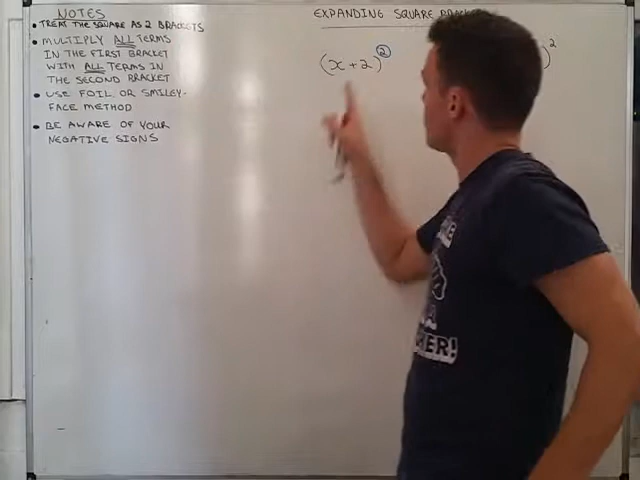 NOTES
• TREAT THE SQUARE AS 2 BRACKETS
• MULTIPLY ALL TERMS
IN THE FIRST BRACKET
WITH ALL TERMS IN
THE SECOND BRACKET
• USE FOIL OR SMILEY-
FACE METHOD
• BE AWARE OF YOUR
NEGATIVE SIGNS
EXPANDING SQUARE
(x+2)²
)²